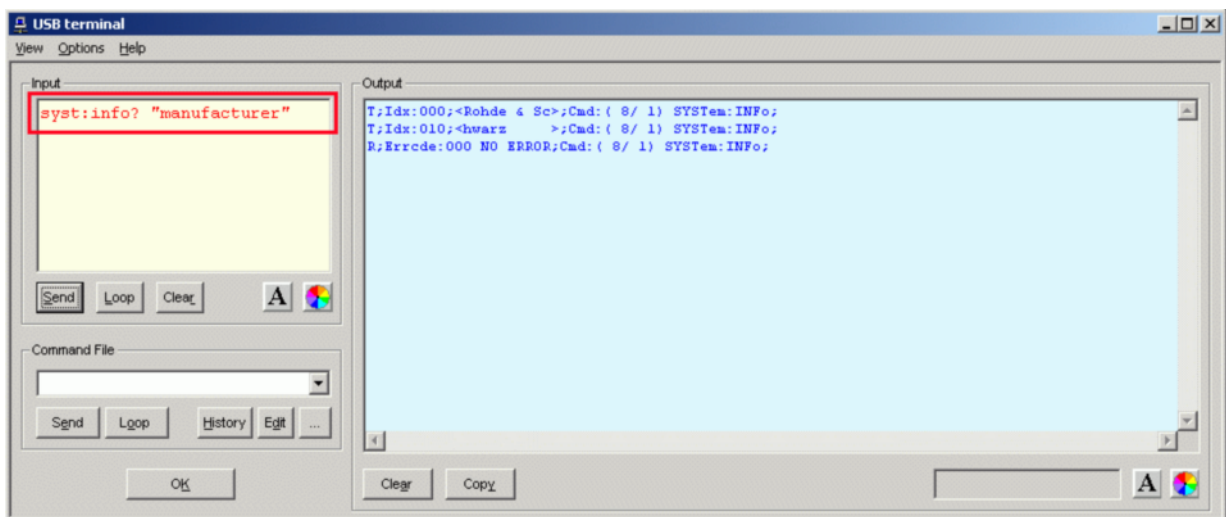 USB terminal
View Options Help
Input
syst:info? "manufacturer"
Send Loop Clear A
Command File
Send Loop History Edit ...
OK
Output
T;Idx:000;<Rohde & Sc>;Cmd:( 8/ 1) SYSTem:INFo;
T;Idx:010;<hwarz      >;Cmd:( 8/ 1) SYSTem:INFo;
R;Errcde:000 NO ERROR;Cmd:( 8/ 1) SYSTem:INFo;
Clear Copy A